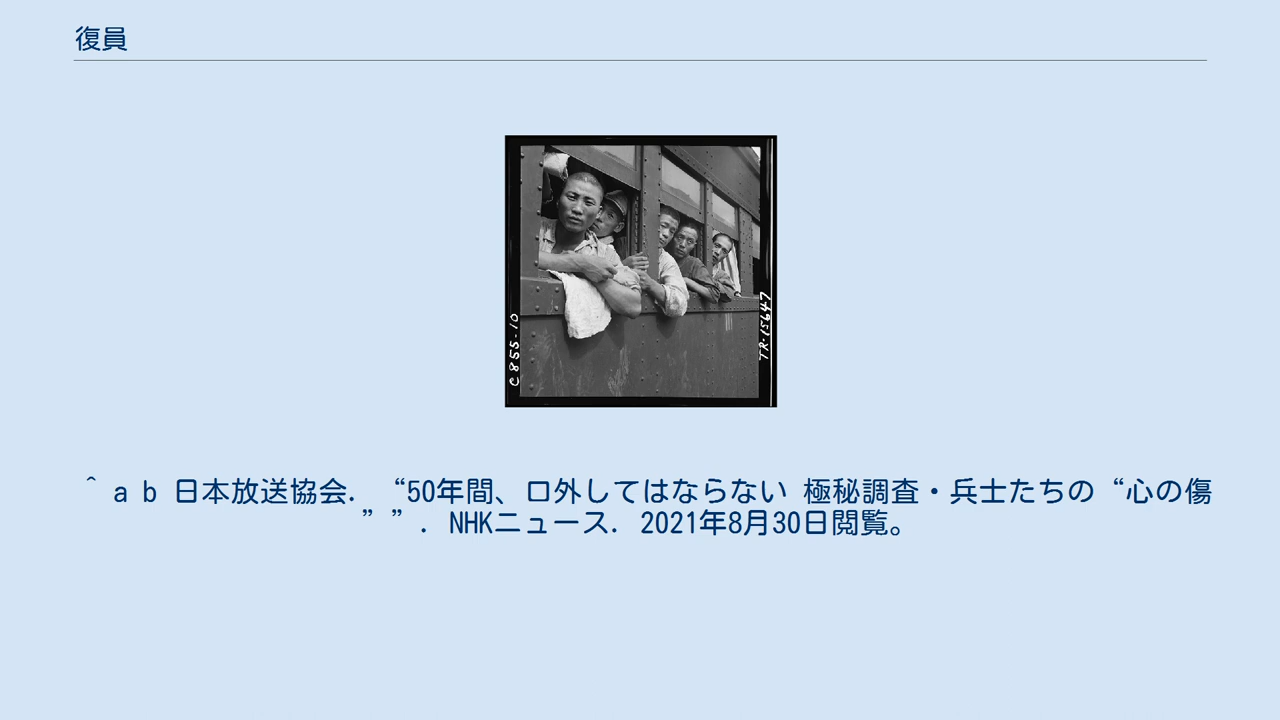 復員
C855-10
TR-15647
^ a b 日本放送協会. “50年間、口外してはならない 極秘調査・兵士たちの“心の傷
””. NHKニュース. 2021年8月30日閲覧。